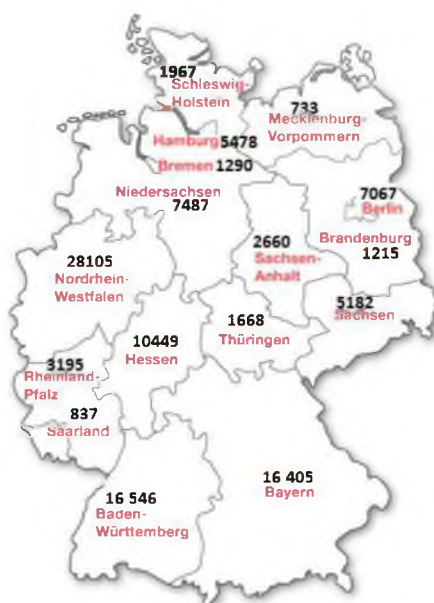 1967
Schleswig-
Holstein
733
Mecklenburg-
Vorpommern
Hamburg 5478
Bremen 1290
Niedersachsen
7487
7067
Berlin
Brandenburg
1215
2660
Sachsen-
Anhalt
28105
Nordrhein-
Westfalen
5182
Sachsen
1668
Thüringen
10449
Hessen
3195
Rheinland-
Pfalz
837
Saarland
16 405
Bayern
16 546
Baden-
Württemberg